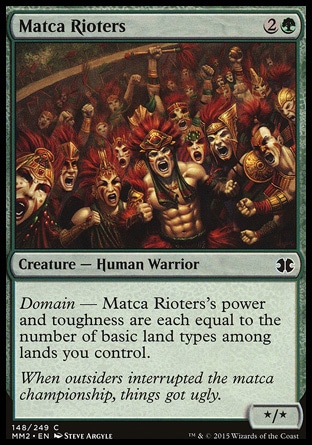 Matca Rioters 2
Creature — Human Warrior
Domain — Matca Rioters's power
and toughness are each equal to the
number of basic land types among
lands you control.
When outsiders interrupted the matca
championship, things got ugly.
*/*
148/249 C
MM2 • EN Steve Argyle
™ & © 2015 Wizards of the Coast